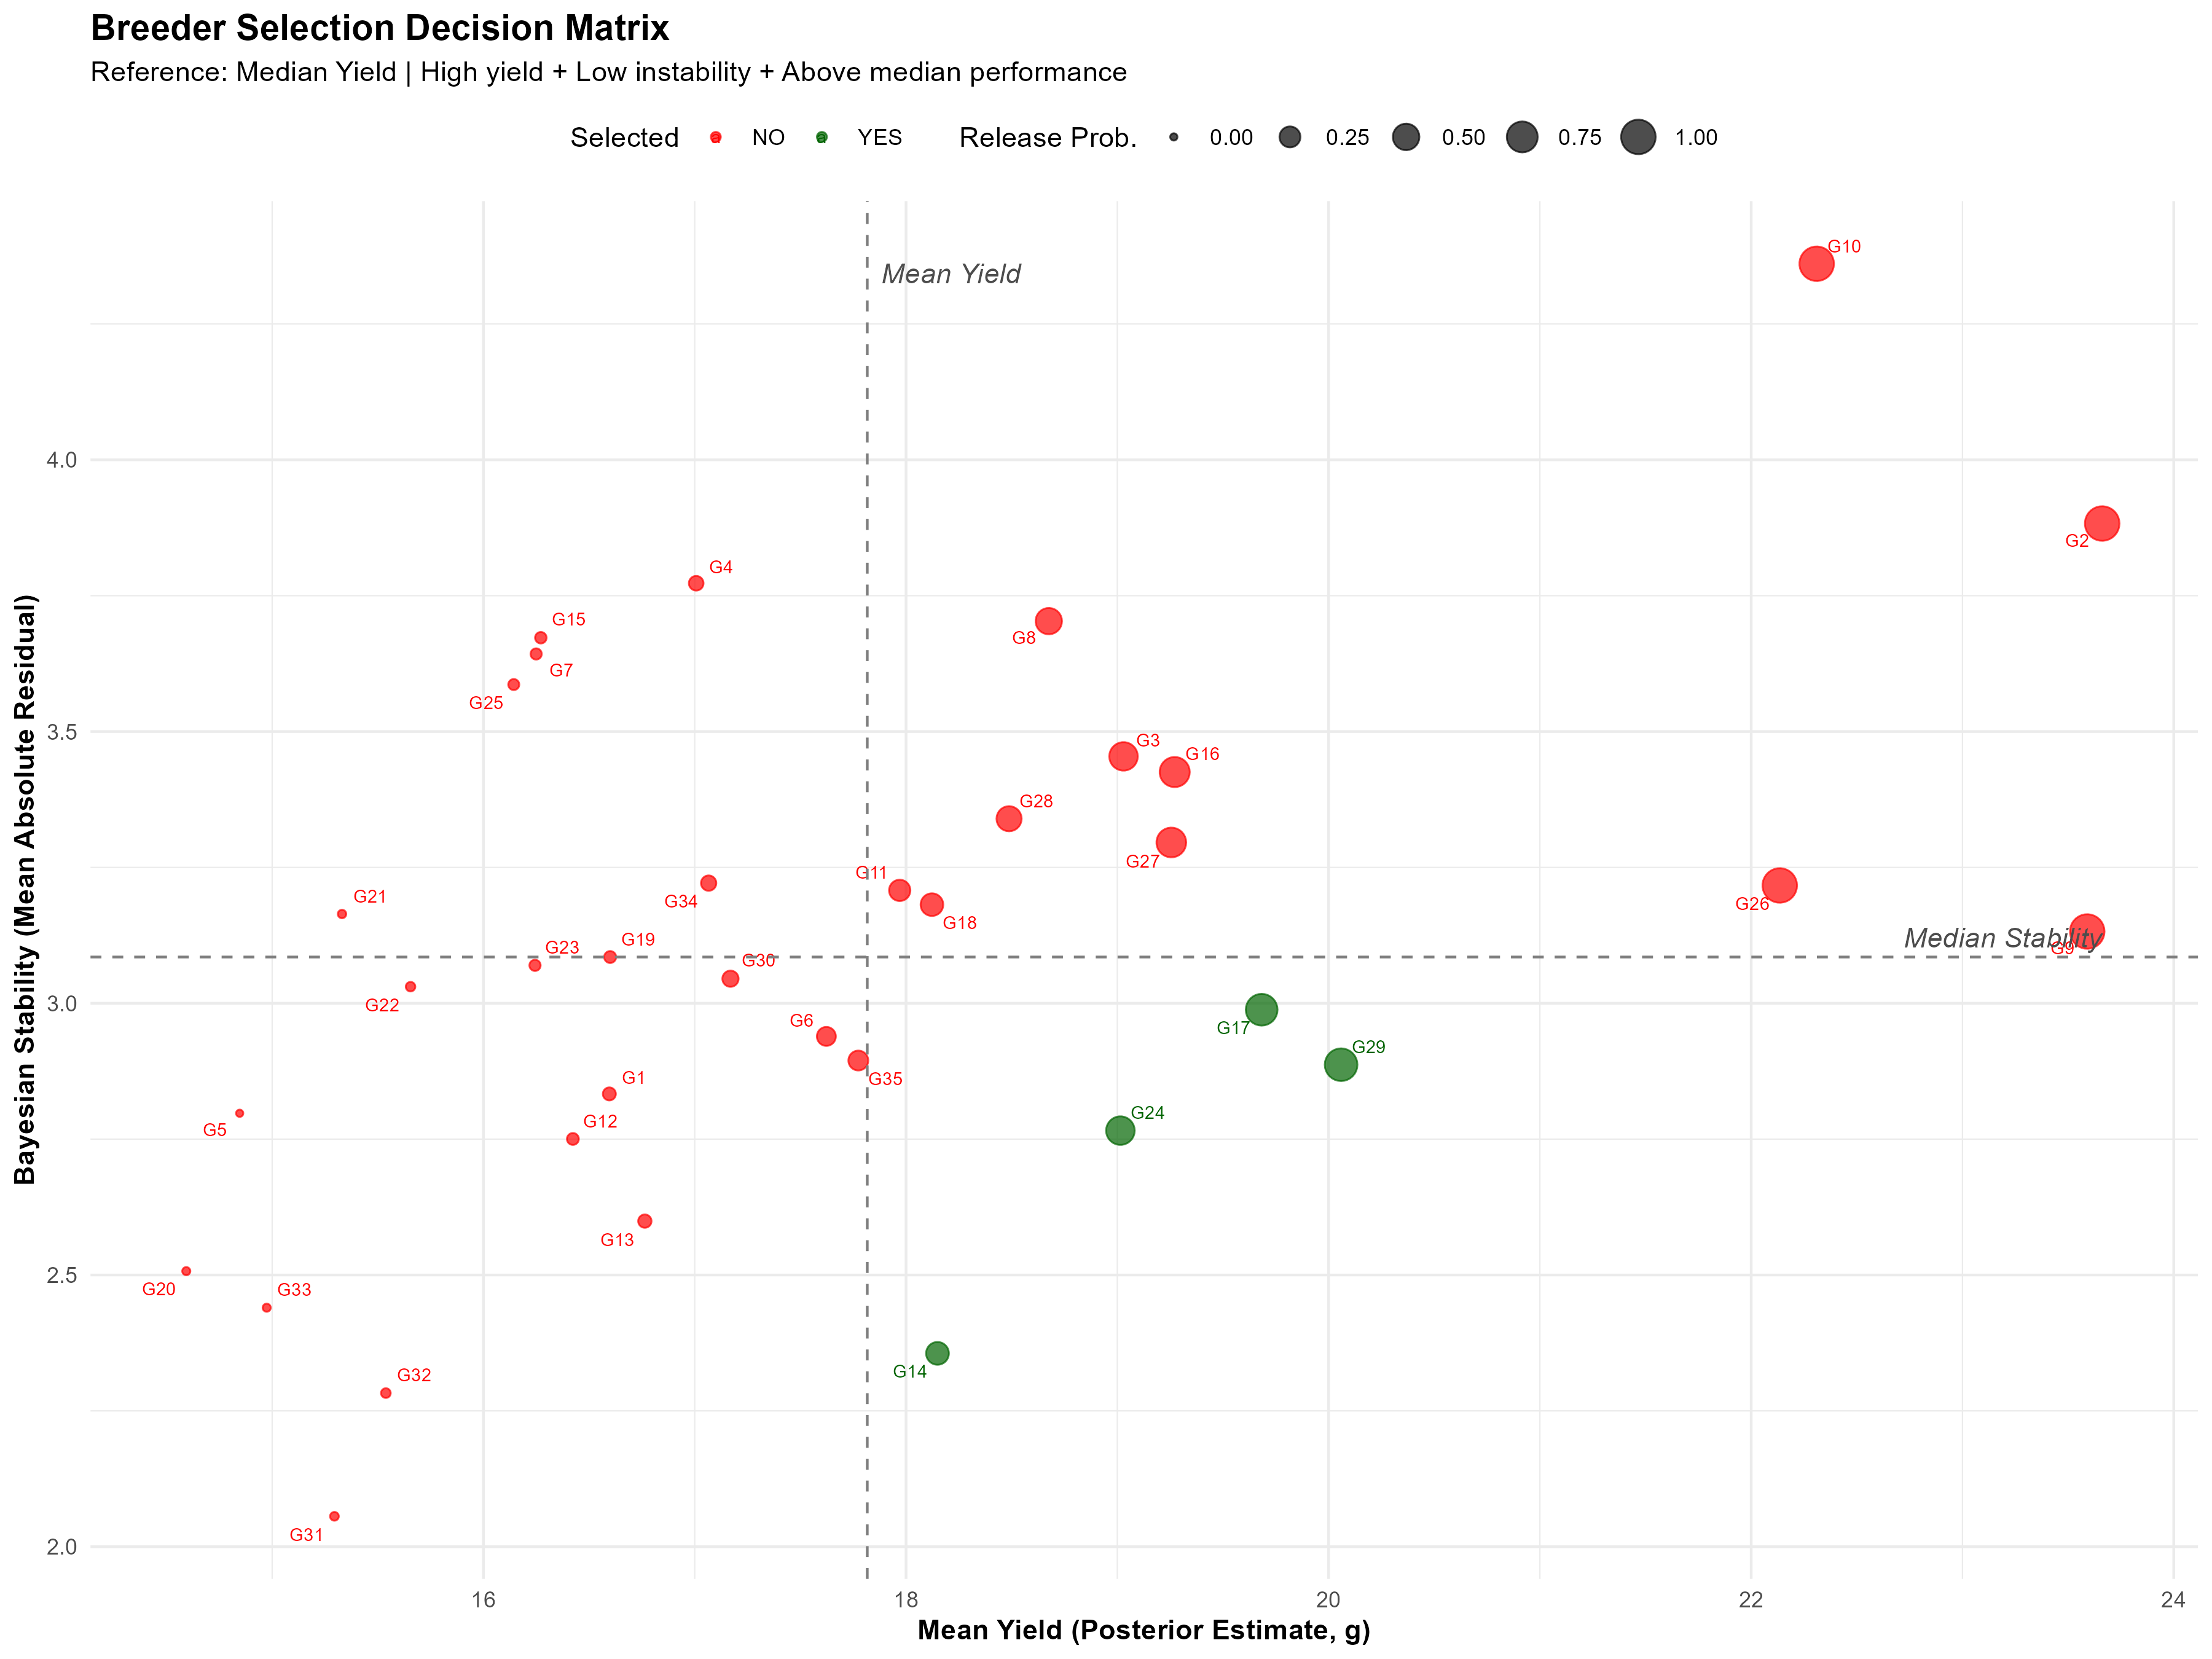 Breeder Selection Decision Matrix
Reference: Median Yield | High yield + Low instability + Above median performance
Selected a NO a YES Release Prob. 0.00 0.25 0.50 0.75 1.00
Mean Yield
G10
G2
G4
G15
G8
G7
G25
G3
G16
G28
G27
G11
G34
G26
G21
G18
G19
Median Stability
G23
G9
G30
G22
G6
G17
G29
G35
G1
G24
G12
G5
G13
G20
G33
G14
G32
G31
4.0
3.5
3.0
2.5
2.0
Bayesian Stability (Mean Absolute Residual)
16 18 20 22 24
Mean Yield (Posterior Estimate, g)